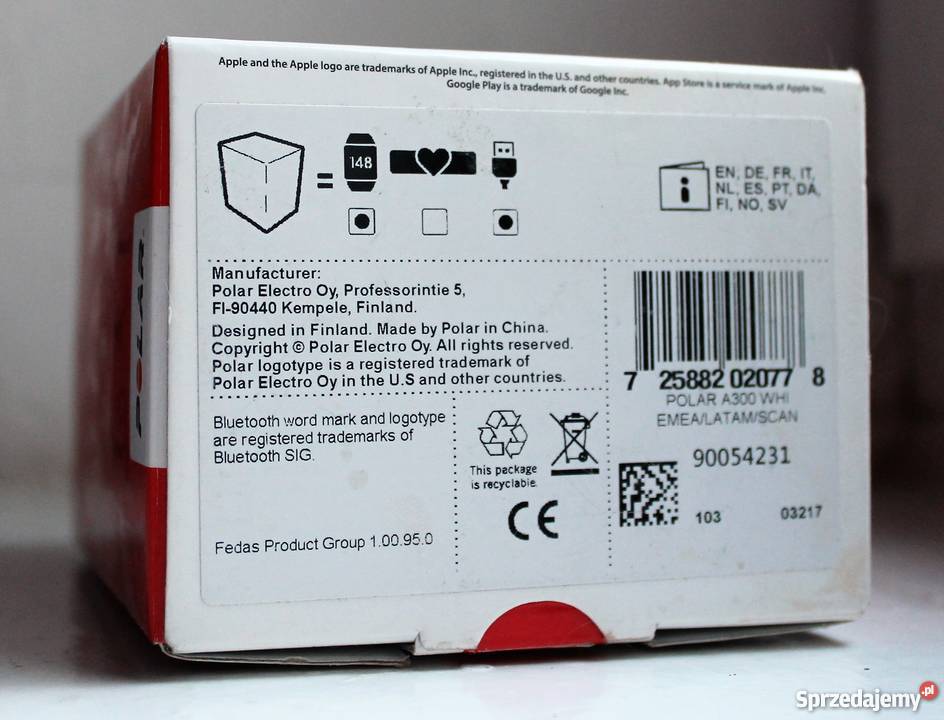 Apple and the Apple logo are trademarks of Apple Inc., registered in the U.S. and other countries. App Store is a service mark of Apple Inc.
Google Play is a trademark of Google Inc.
148
EN, DE, FR, IT,
NL, ES, PT, DA,
FI, NO, SV
POLAR
Manufacturer:
Polar Electro Oy, Professorintie 5,
FI-90440 Kempele, Finland.
Designed in Finland. Made by Polar in China.
Copyright © Polar Electro Oy. All rights reserved.
Polar logotype is a registered trademark of
Polar Electro Oy in the U.S and other countries.
7 25882 02077 8
POLAR A300 WHI
EMEA/LATAM/SCAN
90054231
103 03217
Bluetooth word mark and logotype
are registered trademarks of
Bluetooth SIG.
This package
is recyclable.
CE
Fedas Product Group 1.00.95.0
Sprzedajemy.pl